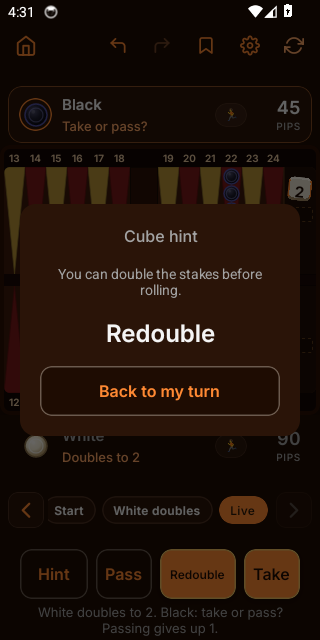 4:31
Black
Take or pass?
45
PIPS
13 14 15 16 17 18 19 20 21 22 23 24
2
Cube hint
You can double the stakes before
rolling.
Redouble
Back to my turn
12
White
Doubles to 2
90
PIPS
Start White doubles Live
Hint Pass Redouble Take
White doubles to 2. Black: take or pass?
Passing gives up 1.